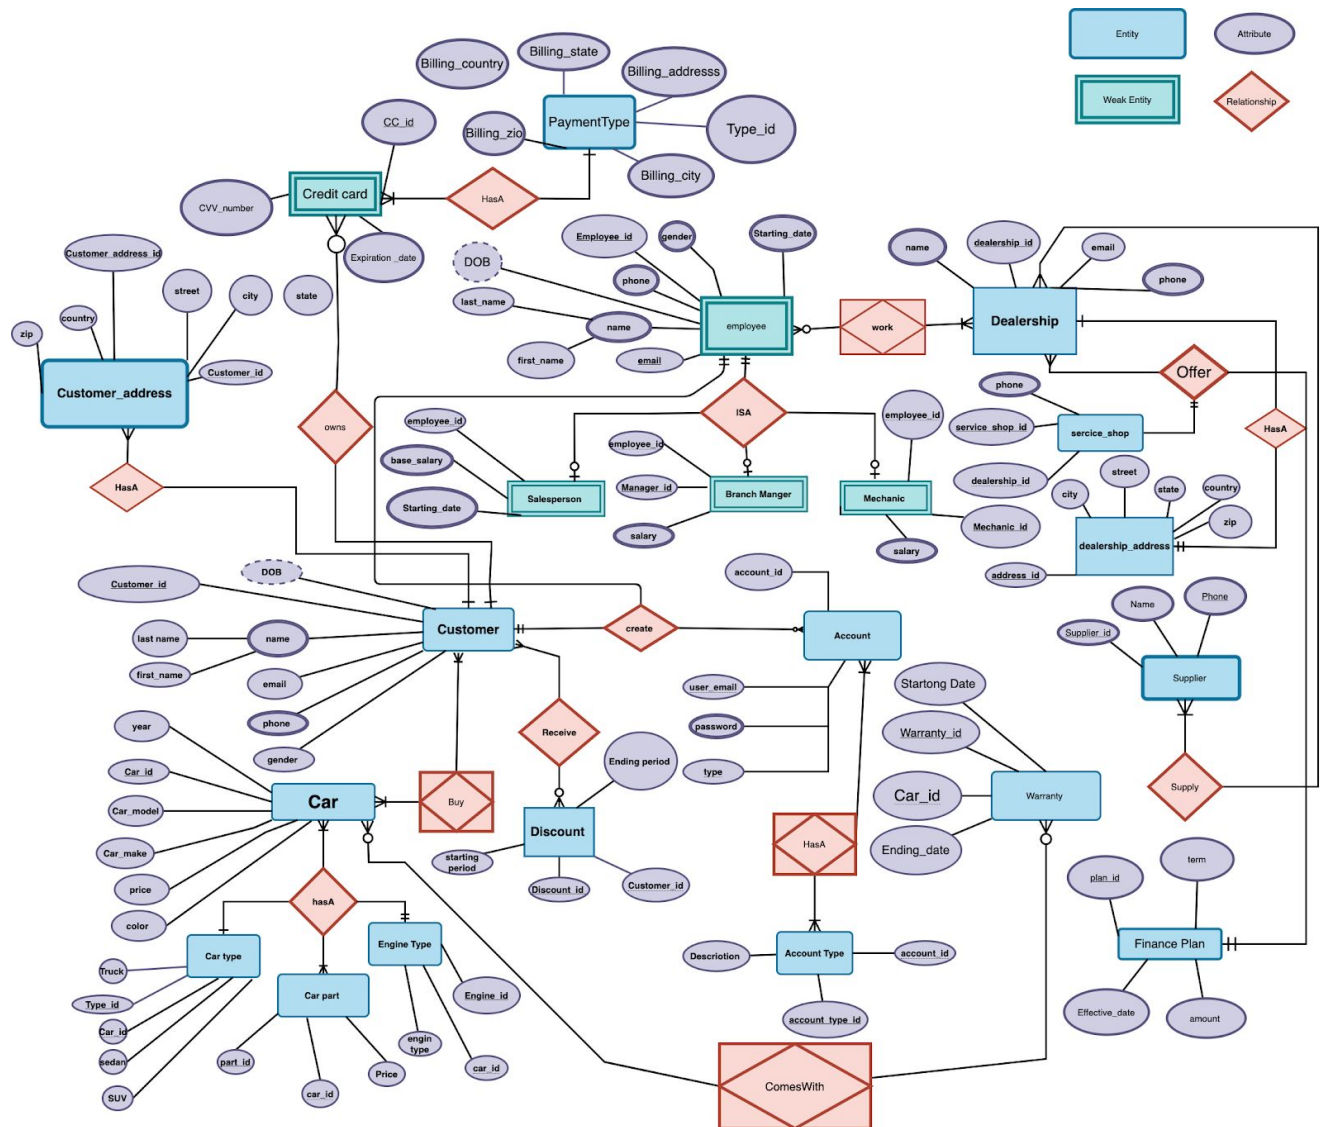 Entity
Attribute
Weak Entity
Relationship
Billing_country
Billing_state
Billing_addresss
PaymentType
Type_id
Billing_zio
Billing_city
CC_id
Credit card
HasA
CVV_number
Expiration _date
Customer_address_id
street
city
state
country
zip
Customer_id
Customer_address
HasA
owns
DOB
Employee_id
gender
Starting_date
phone
last_name
name
first_name
email
employee
work
name
dealership_id
email
phone
Dealership
Offer
HasA
phone
service_shop_id
sercice_shop
dealership_id
city
street
state
country
zip
dealership_address
address_id
ISA
employee_id
base_salary
Starting_date
Salesperson
employee_id
Manager_id
salary
Branch Manger
employee_id
Mechanic
Mechanic_id
salary
Customer_id
DOB
last name
name
first_name
email
phone
gender
Customer
create
account_id
Account
user_email
password
type
Name
Phone
Supplier_id
Supplier
Supply
Startong Date
Warranty_id
Car_id
Ending_date
Warranty
Receive
Ending period
Discount
starting
period
Discount_id
Customer_id
Buy
year
Car_id
Car_model
Car_make
price
color
Car
hasA
Car type
Truck
Type_id
Car_id
sedan
SUV
Car part
part_id
car_id
Price
Engine Type
Engine_id
engin
type
car_id
HasA
Descriotion
Account Type
account_id
account_type_id
plan_id
term
Finance Plan
Effective_date
amount
ComesWith